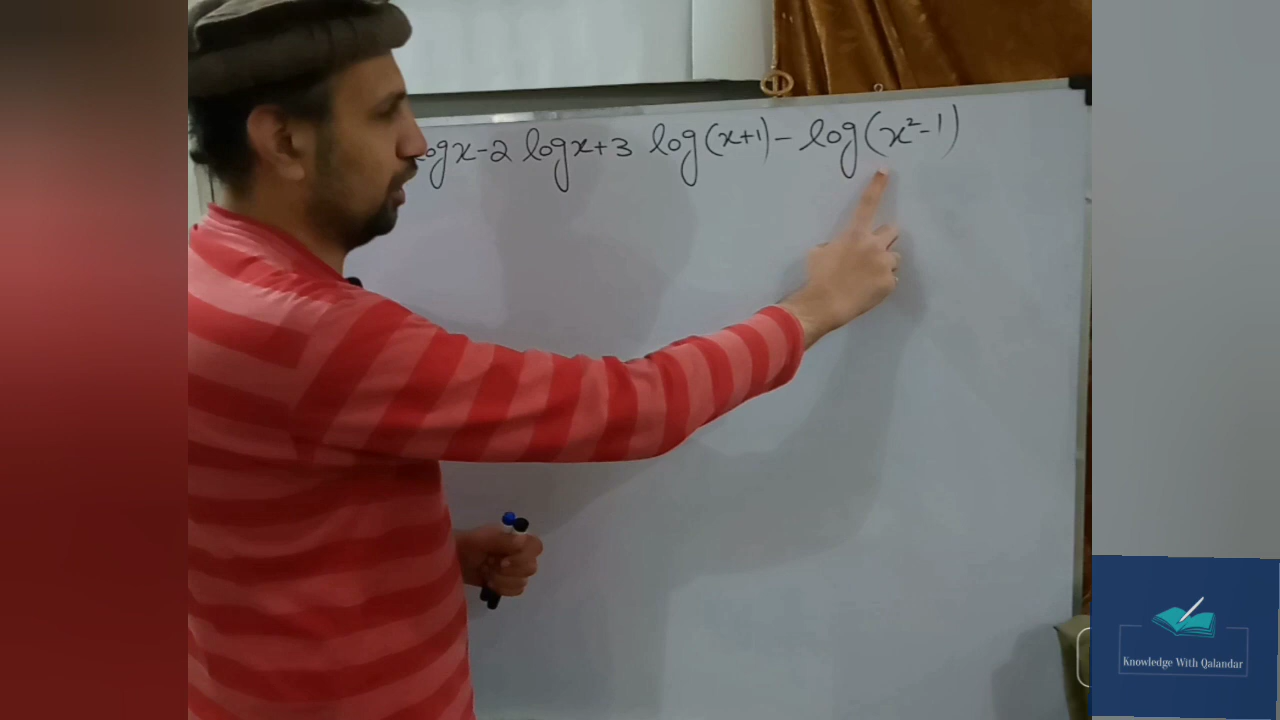 log x - 2 log x + 3 log (x+1) - log (x² - 1)
Knowledge With Qalandar